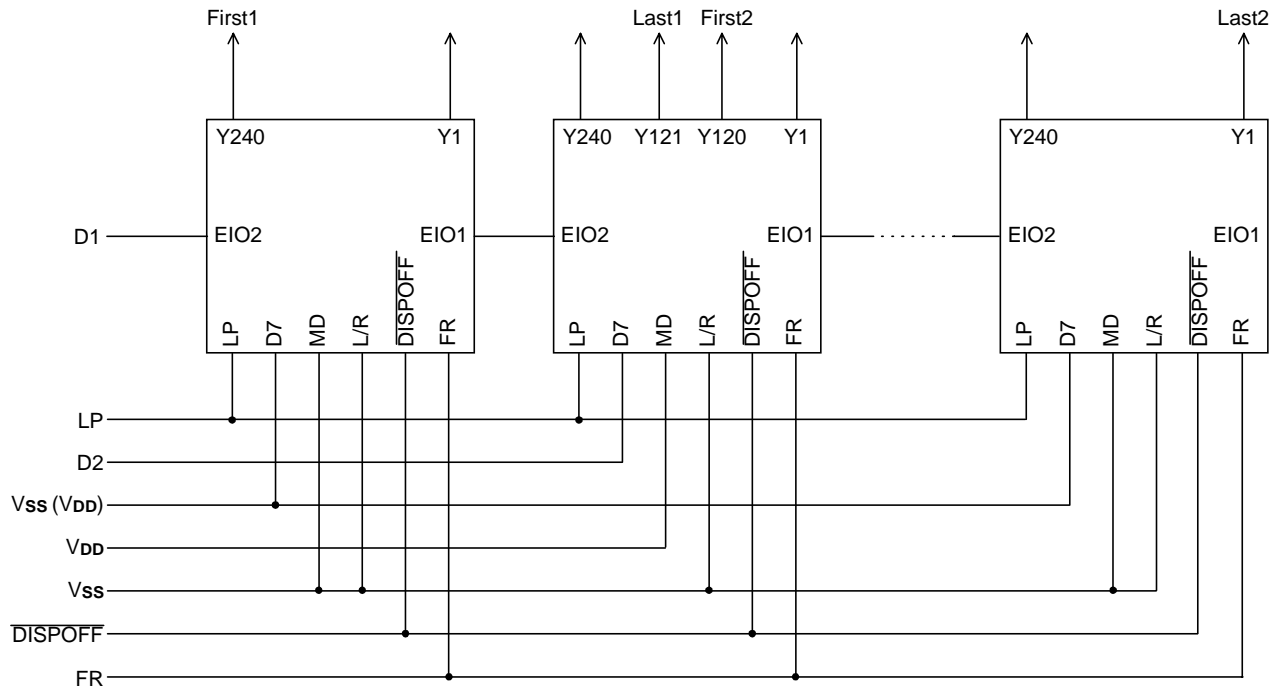 First1 Last1 First2 Last2
Y240 Y1 Y240 Y121 Y120 Y1 Y240 Y1
D1 EIO2 EIO1 EIO2 EIO1 EIO2 EIO1
LP D7 MD L/R DISPOFF FR LP D7 MD L/R DISPOFF FR LP D7 MD L/R DISPOFF FR
LP
D2
VSS (VDD)
VDD
VSS
DISPOFF
FR